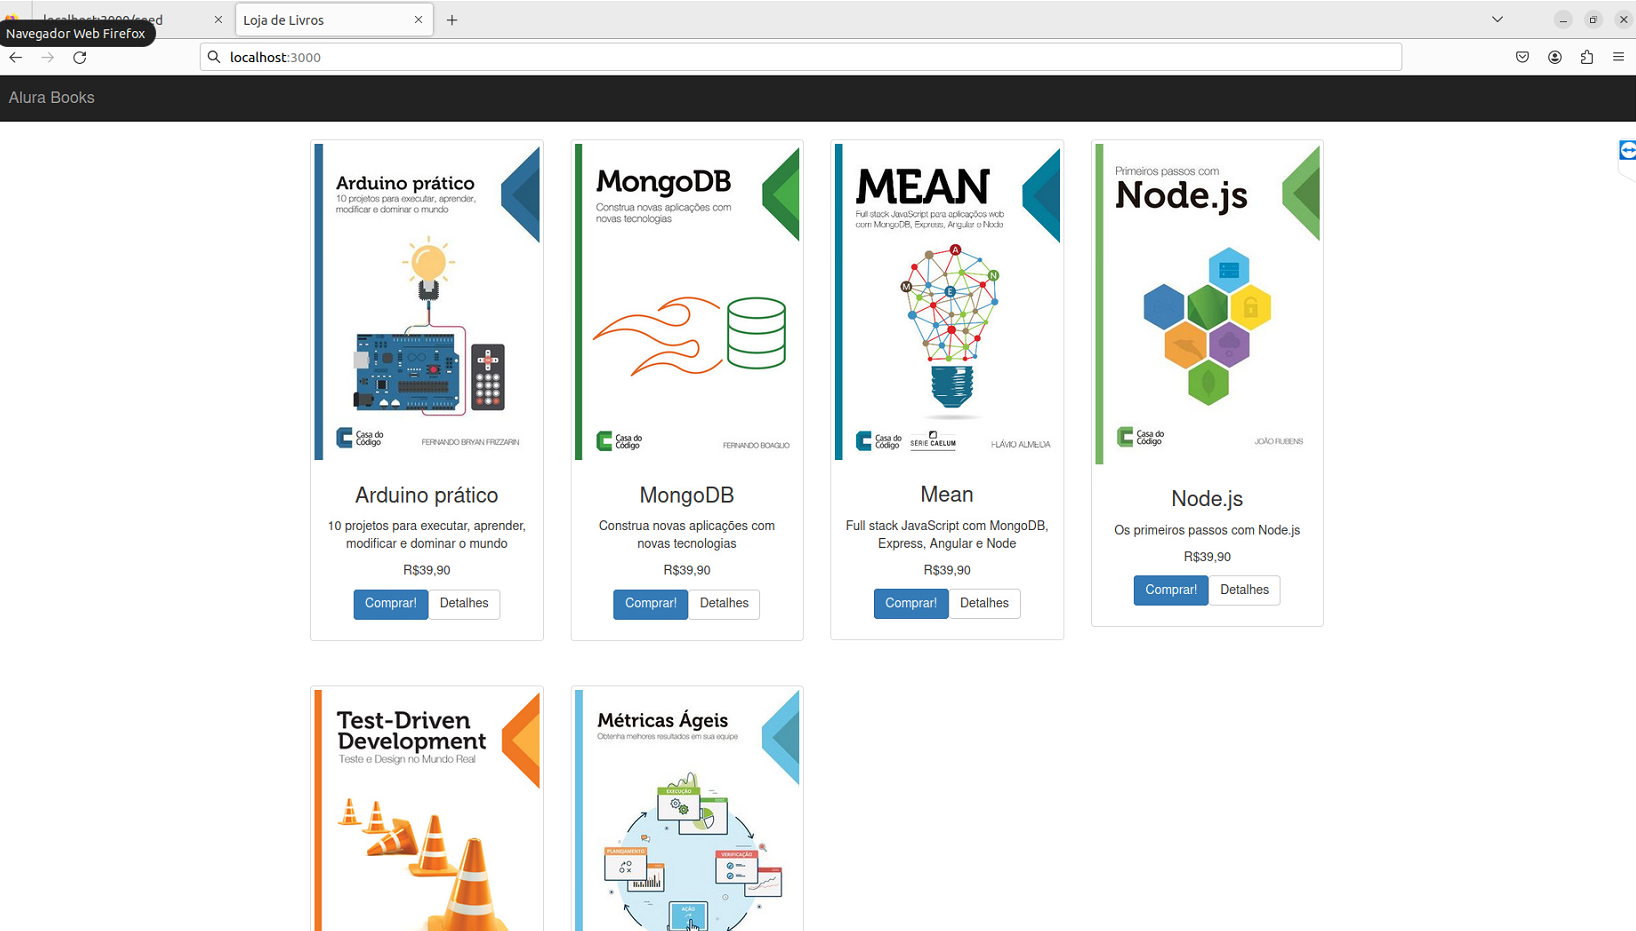 localhost:3000/seed
Loja de Livros
Navegador Web Firefox
localhost:3000
Alura Books
Arduino prático
10 projetos para executar, aprender,
modificar e dominar o mundo
Casa do
Código
FERNANDO BRYAN FRIZZARIN
Arduino prático
10 projetos para executar, aprender,
modificar e dominar o mundo
R$39,90
Comprar!
Detalhes
MongoDB
Construa novas aplicações com
novas tecnologias
Casa do
Código
FERNANDO BOAGLIO
MongoDB
Construa novas aplicações com
novas tecnologias
R$39,90
Comprar!
Detalhes
MEAN
Full stack JavaScript para aplicações web
com MongoDB, Express, Angular e Node
A
N
M
E
Casa do
Código
SÉRIE CAELUM
FLÁVIO ALMEIDA
Mean
Full stack JavaScript com MongoDB,
Express, Angular e Node
R$39,90
Comprar!
Detalhes
Primeiros passos com
Node.js
Casa do
Código
JOÃO RUBENS
Node.js
Os primeiros passos com Node.js
R$39,90
Comprar!
Detalhes
Test-Driven
Development
Teste e Design no Mundo Real
Métricas Ágeis
Obtenha melhores resultados em sua equipe
EXECUÇÃO
PLANEJAMENTO
VERIFICAÇÃO
AÇÃO